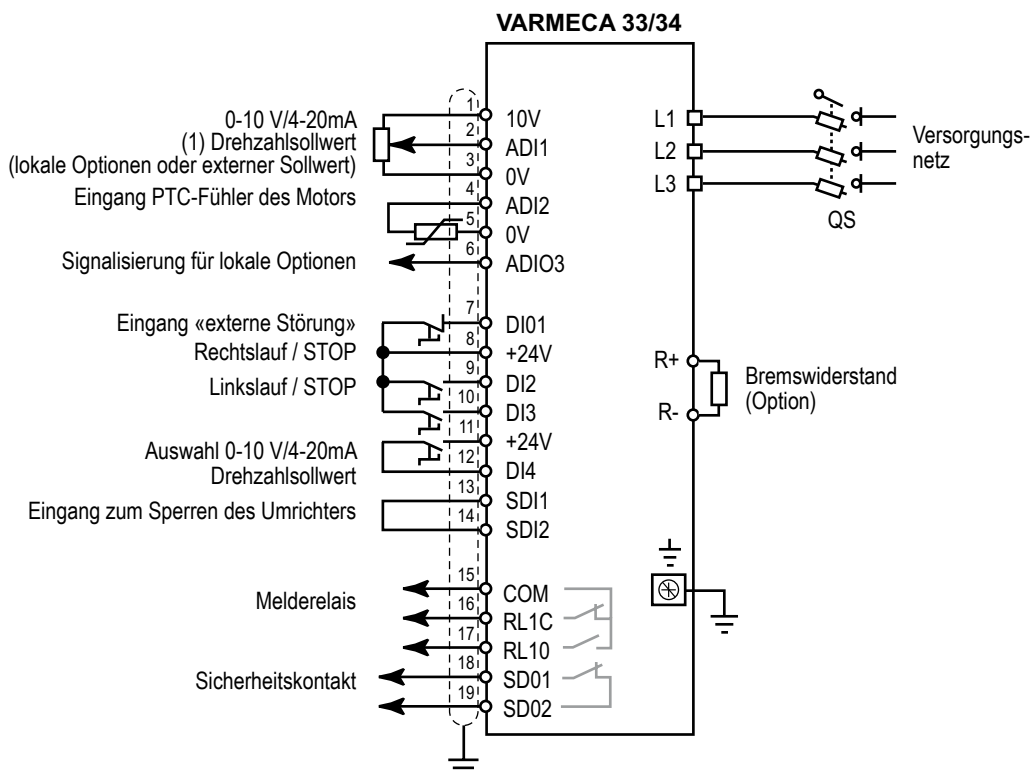 VARMECA 33/34
0-10 V/4-20mA
(1) Drehzahlsollwert
(lokale Optionen oder externer Sollwert)
Eingang PTC-Fühler des Motors
Signalisierung für lokale Optionen
Eingang «externe Störung»
Rechtslauf / STOP
Linkslauf / STOP
Auswahl 0-10 V/4-20mA
Drehzahlsollwert
Eingang zum Sperren des Umrichters
Melderelais
Sicherheitskontakt
1 10V
2 ADI1
3 0V
4 ADI2
5 0V
6 ADIO3
7 DI01
8 +24V
9 DI2
10 DI3
11 +24V
12 DI4
13 SDI1
14 SDI2
15 COM
16 RL1C
17 RL10
18 SD01
19 SD02
L1
L2
L3
QS
Versorgungs-
netz
R+
R-
Bremswiderstand
(Option)